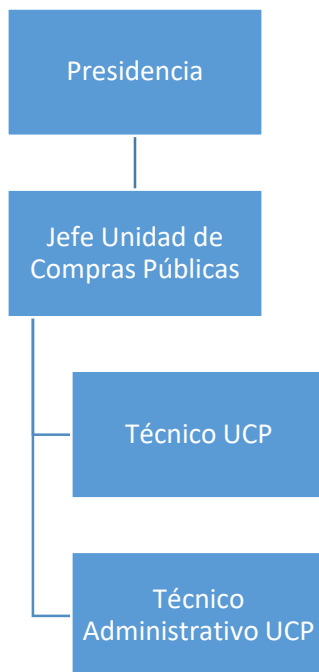 Presidencia
Jefe Unidad de
Compras Públicas
Técnico UCP
Técnico
Administrativo UCP